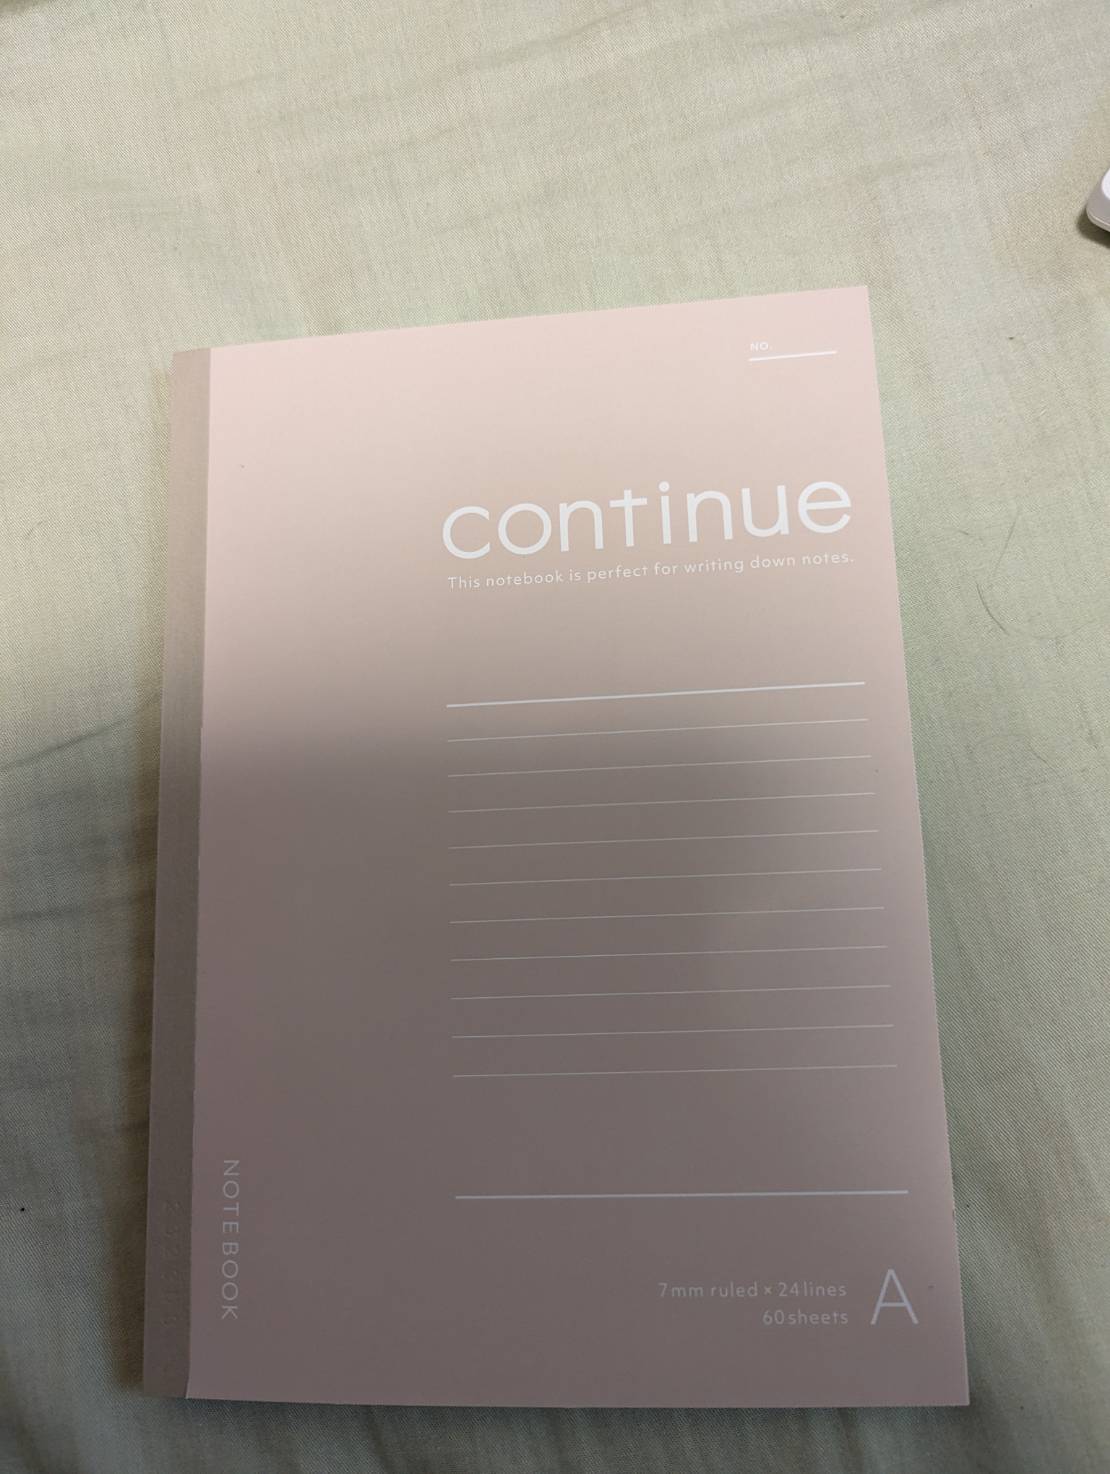 NO.
continue
This notebook is perfect for writing down notes.
NOTEBOOK
7mm ruled × 24lines
60sheets
A